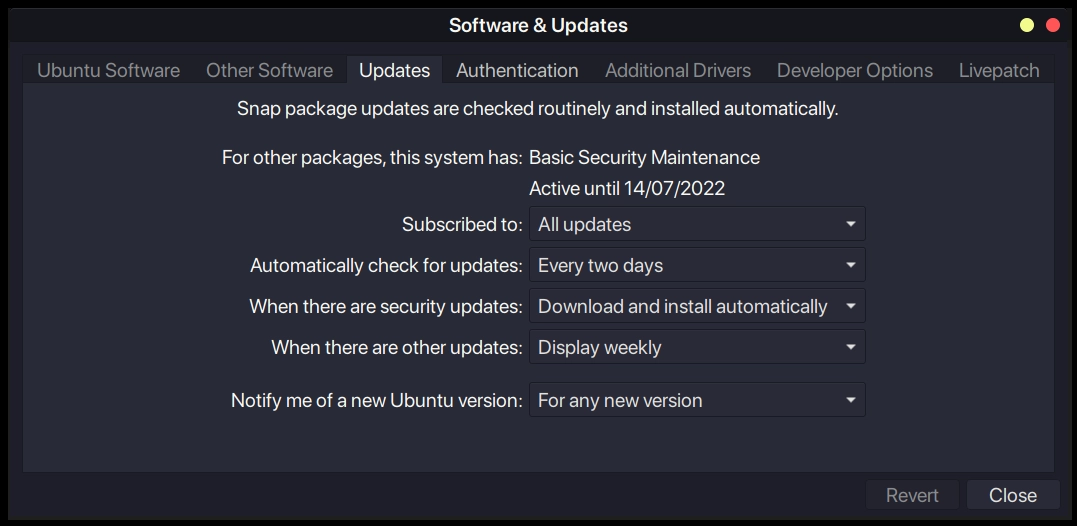 Software & Updates
Ubuntu Software Other Software Updates Authentication Additional Drivers Developer Options Livepatch
Snap package updates are checked routinely and installed automatically.
For other packages, this system has: Basic Security Maintenance
Active until 14/07/2022
Subscribed to: All updates
Automatically check for updates: Every two days
When there are security updates: Download and install automatically
When there are other updates: Display weekly
Notify me of a new Ubuntu version: For any new version
Revert Close